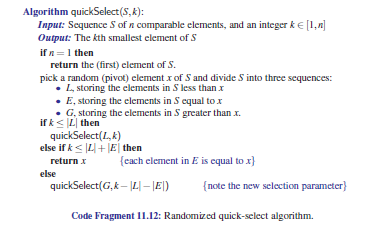 Algorithm quickSelect(S,k):
Input: Sequence S of n comparable elements, and an integer k ∈ [1,n]
Output: The kth smallest element of S
if n = 1 then
return the (first) element of S.
pick a random (pivot) element x of S and divide S into three sequences:
• L, storing the elements in S less than x
• E, storing the elements in S equal to x
• G, storing the elements in S greater than x.
if k ≤ |L| then
quickSelect(L,k)
else if k ≤ |L| + |E| then
return x {each element in E is equal to x}
else
quickSelect(G,k − |L| − |E|) {note the new selection parameter}
Code Fragment 11.12: Randomized quick-select algorithm.